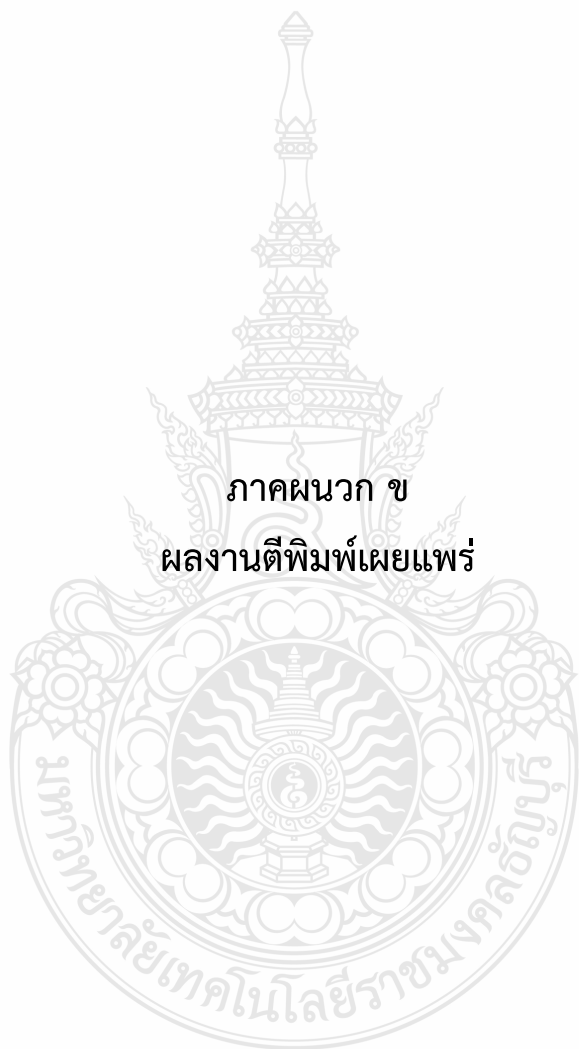 ภาคผนวก ข
ผลงานตีพิมพ์เผยแพร่
มหาวิทยาลัยเทคโนโลยีราชมงคลธัญบุรี